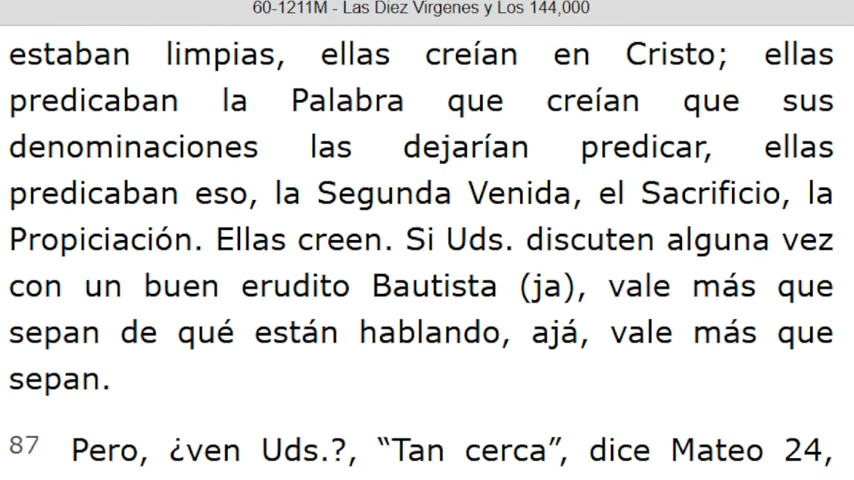 60-1211M - Las Diez Virgenes y Los 144,000
estaban limpias, ellas creían en Cristo; ellas
predicaban la Palabra que creían que sus
denominaciones las dejarían predicar, ellas
predicaban eso, la Segunda Venida, el Sacrificio, la
Propiciación. Ellas creen. Si Uds. discuten alguna vez
con un buen erudito Bautista (ja), vale más que
sepan de qué están hablando, ajá, vale más que
sepan.
87 Pero, ¿ven Uds.?, “Tan cerca”, dice Mateo 24,